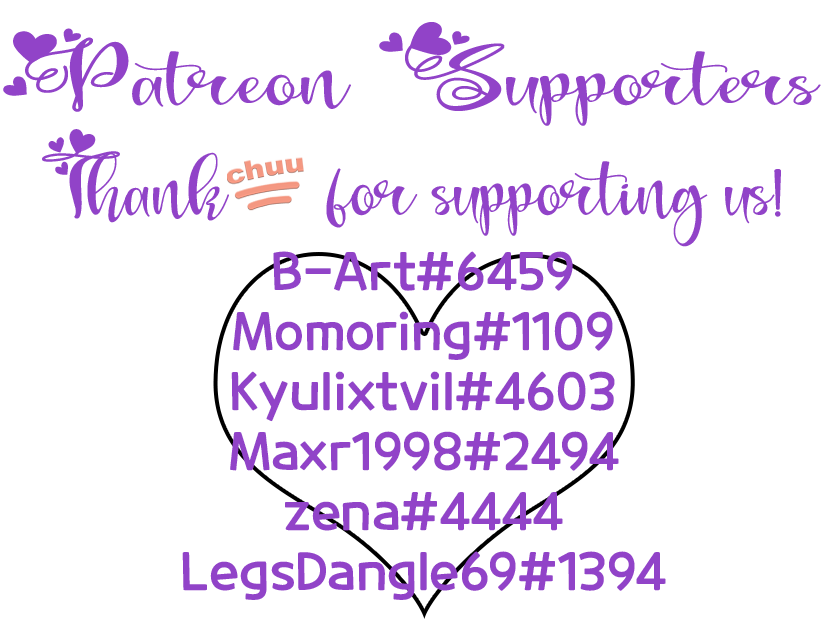 Patreon Supporters
Thank chuu for supporting us!
B-Art#6459
Momoring#1109
Kyulixtvil#4603
Maxr1998#2494
zena#4444
LegsDangle69#1394